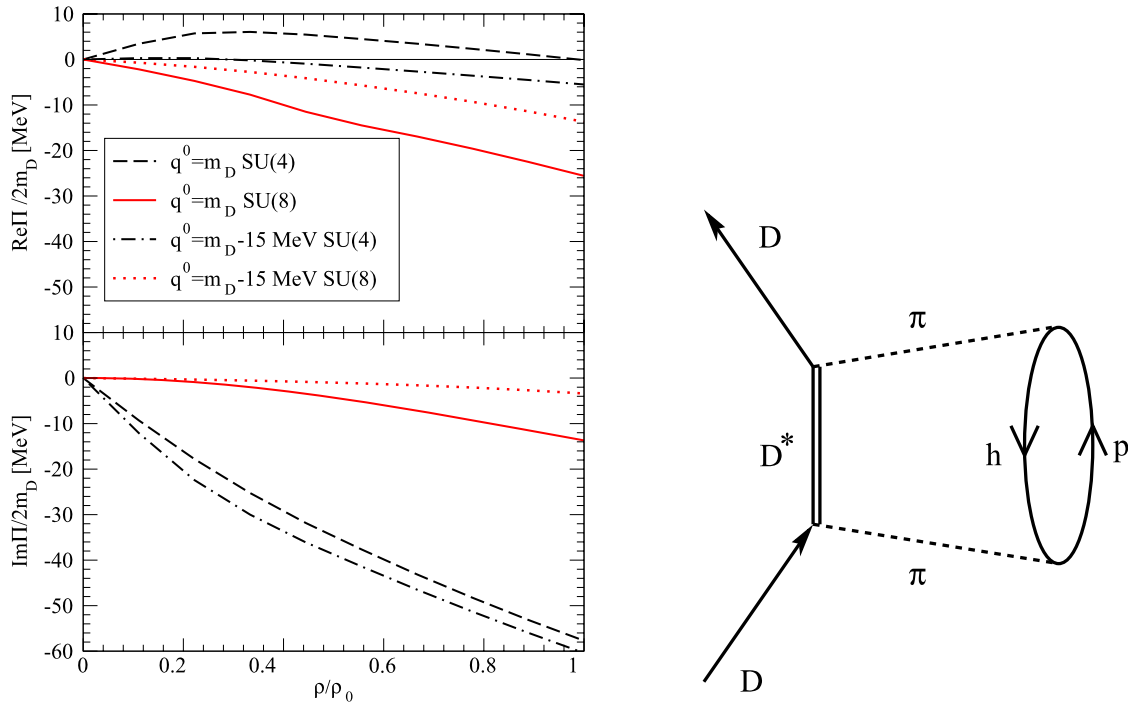 10
0
-10
-20
-30
-40
-50
ReΠ/2m_D [MeV]
q^0=m_D SU(4)
q^0=m_D SU(8)
q^0=m_D-15 MeV SU(4)
q^0=m_D-15 MeV SU(8)
10
0
-10
-20
-30
-40
-50
-60
ImΠ/2m_D [MeV]
0 0.2 0.4 0.6 0.8 1
ρ/ρ_0
D
π
D*
h p
π
D